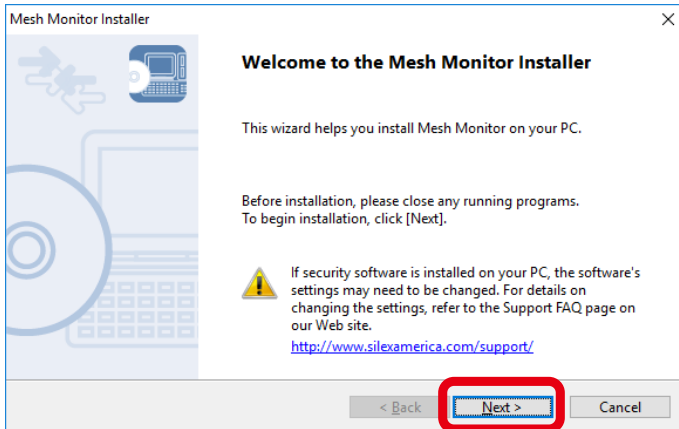 Mesh Monitor Installer
Welcome to the Mesh Monitor Installer
This wizard helps you install Mesh Monitor on your PC.
Before installation, please close any running programs.
To begin installation, click [Next].
If security software is installed on your PC, the software's
settings may need to be changed. For details on
changing the settings, refer to the Support FAQ page on
our Web site.
http://www.silexamerica.com/support/
< Back Next > Cancel